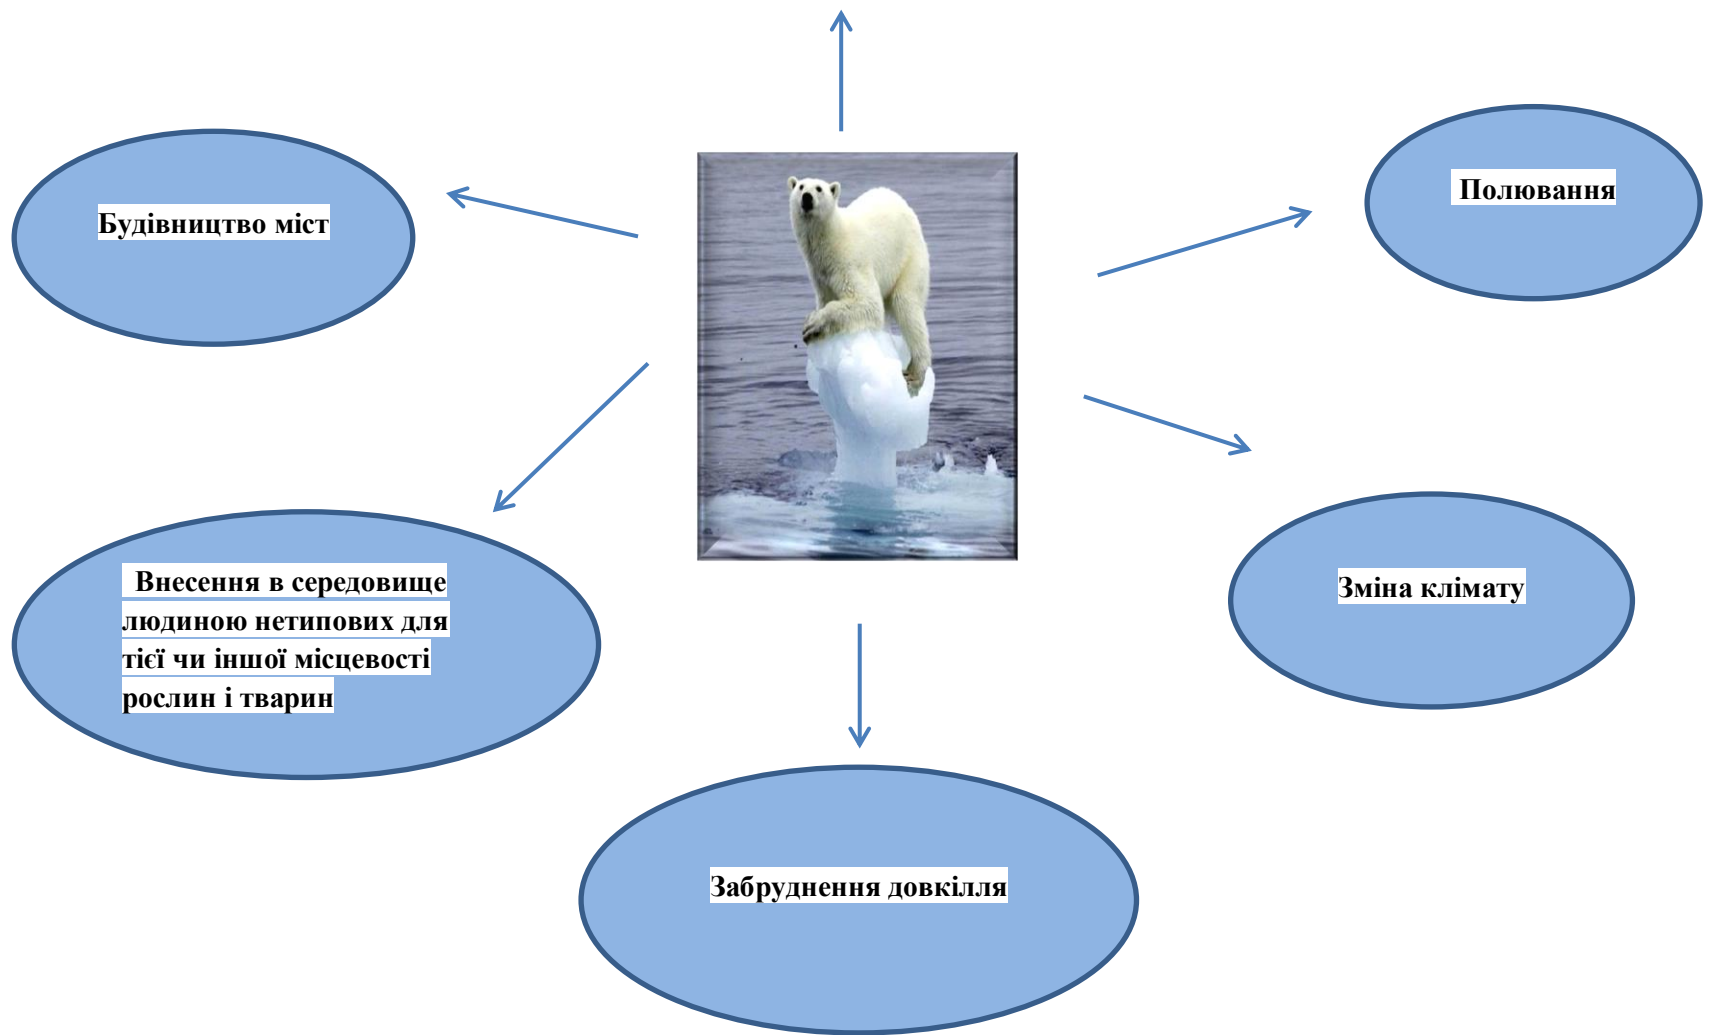 Полювання
Будівництво міст
Внесення в середовище
людиною нетипових для
тієї чи іншої місцевості
рослин і тварин
Зміна клімату
Забруднення довкілля